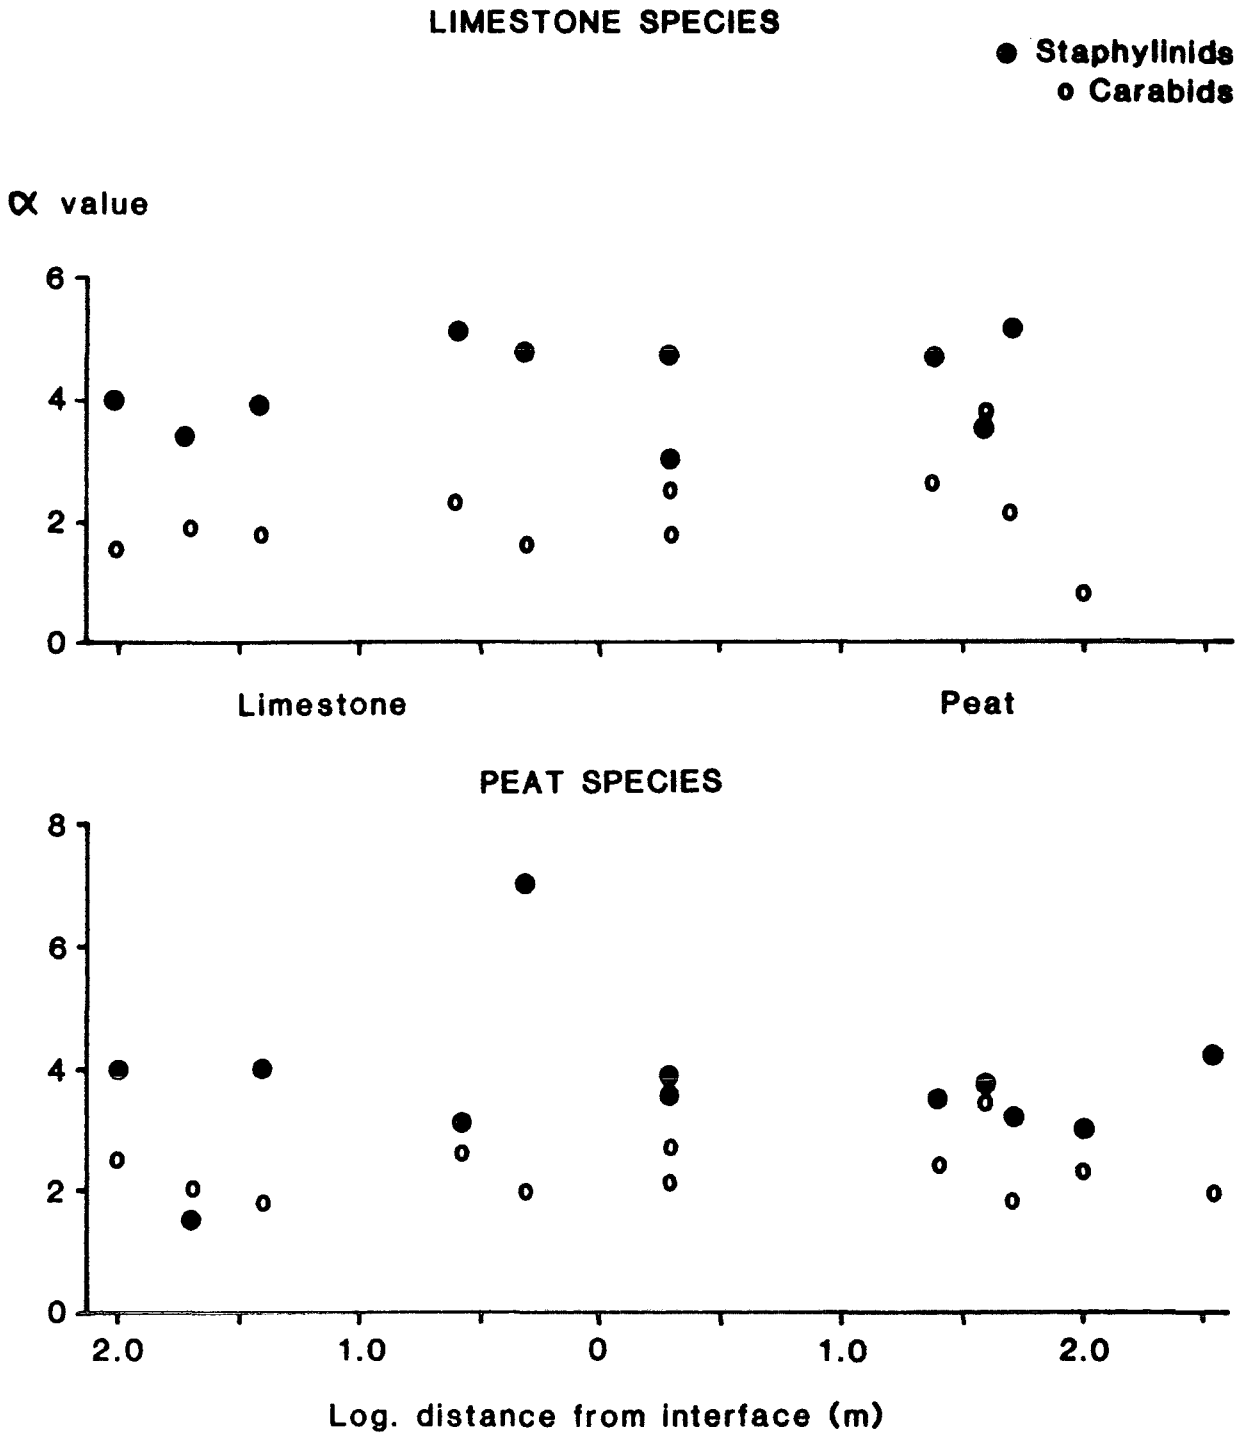 LIMESTONE SPECIES
● Staphylinids
o Carabids
α value
6
4
2
0
Limestone Peat
PEAT SPECIES
8
6
4
2
0
2.0 1.0 0 1.0 2.0
Log. distance from interface (m)